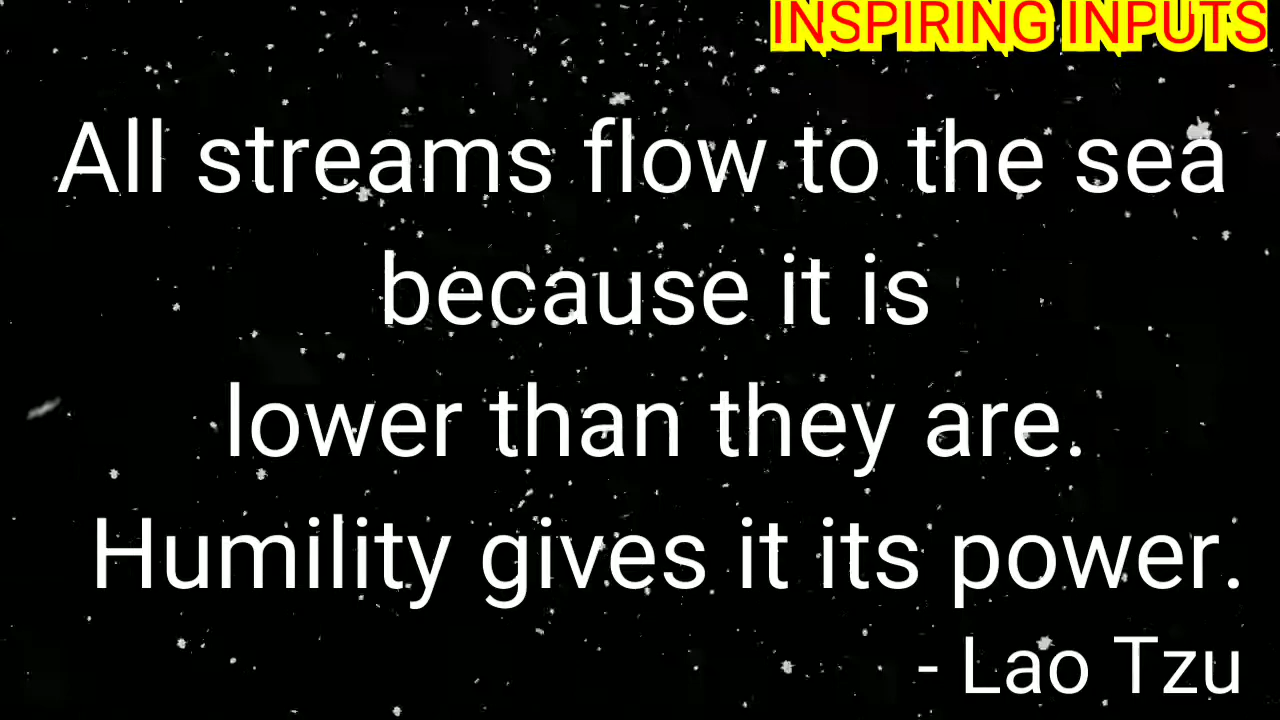 INSPIRING INPUTS
All streams flow to the sea
because it is
lower than they are.
Humility gives it its power.
- Lao Tzu